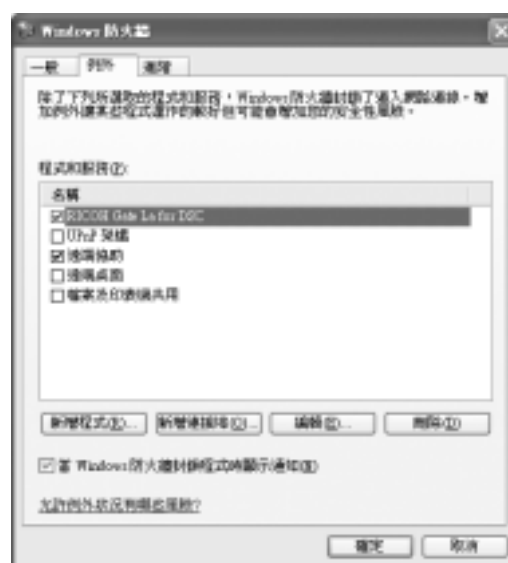 Windows 防火牆
一般 例外 進階
除了下列所選取的程式和服務，Windows 防火牆封鎖了連入網路連線。增
加例外讓某些程式運作的較好但可能會增加您的安全性風險。
程式和服務(P):
名稱
RICOH Gate La for DSC
UPnP 架構
遠端協助
遠端桌面
檔案及印表機共用
新增程式(R)... 新增連接埠(O)... 編輯(E)... 刪除(D)
當 Windows 防火牆封鎖程式時顯示通知(N)
允許例外狀況有哪些風險?
確定 取消